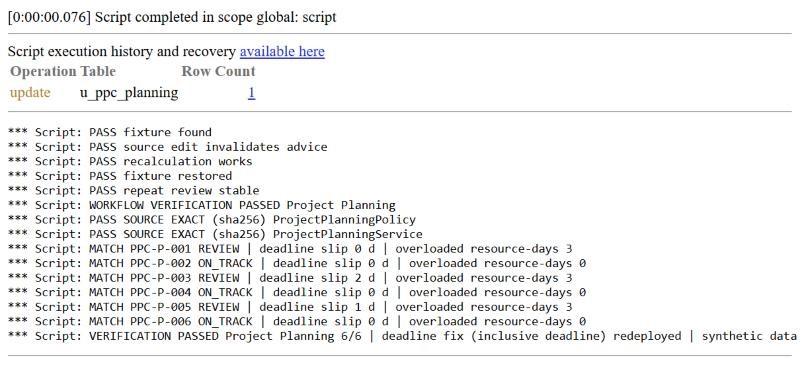 [0:00:00.076] Script completed in scope global: script
Script execution history and recovery available here
Operation Table Row Count
update u_ppc_planning 1
*** Script: PASS fixture found
*** Script: PASS source edit invalidates advice
*** Script: PASS recalculation works
*** Script: PASS fixture restored
*** Script: PASS repeat review stable
*** Script: WORKFLOW VERIFICATION PASSED Project Planning
*** Script: PASS SOURCE EXACT (sha256) ProjectPlanningPolicy
*** Script: PASS SOURCE EXACT (sha256) ProjectPlanningService
*** Script: MATCH PPC-P-001 REVIEW | deadline slip 0 d | overloaded resource-days 3
*** Script: MATCH PPC-P-002 ON_TRACK | deadline slip 0 d | overloaded resource-days 0
*** Script: MATCH PPC-P-003 REVIEW | deadline slip 2 d | overloaded resource-days 3
*** Script: MATCH PPC-P-004 ON_TRACK | deadline slip 0 d | overloaded resource-days 0
*** Script: MATCH PPC-P-005 REVIEW | deadline slip 1 d | overloaded resource-days 3
*** Script: MATCH PPC-P-006 ON_TRACK | deadline slip 0 d | overloaded resource-days 0
*** Script: VERIFICATION PASSED Project Planning 6/6 | deadline fix (inclusive deadline) redeployed | synthetic data